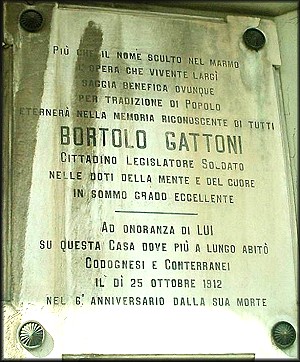 Più che il nome sculto nel marmo
l'opera che vivente largì
saggia benefica ovunque
per tradizione di Popolo
eternerà nella memoria riconoscente di tutti
BORTOLO GATTONI
Cittadino Legislatore Soldato
nelle doti della mente e del cuore
in sommo grado eccellente
Ad onoranza di Lui
su questa Casa dove più a lungo abitò
Codognesi e Conterranei
il dì 25 ottobre 1912
nel 6° anniversario dalla sua morte